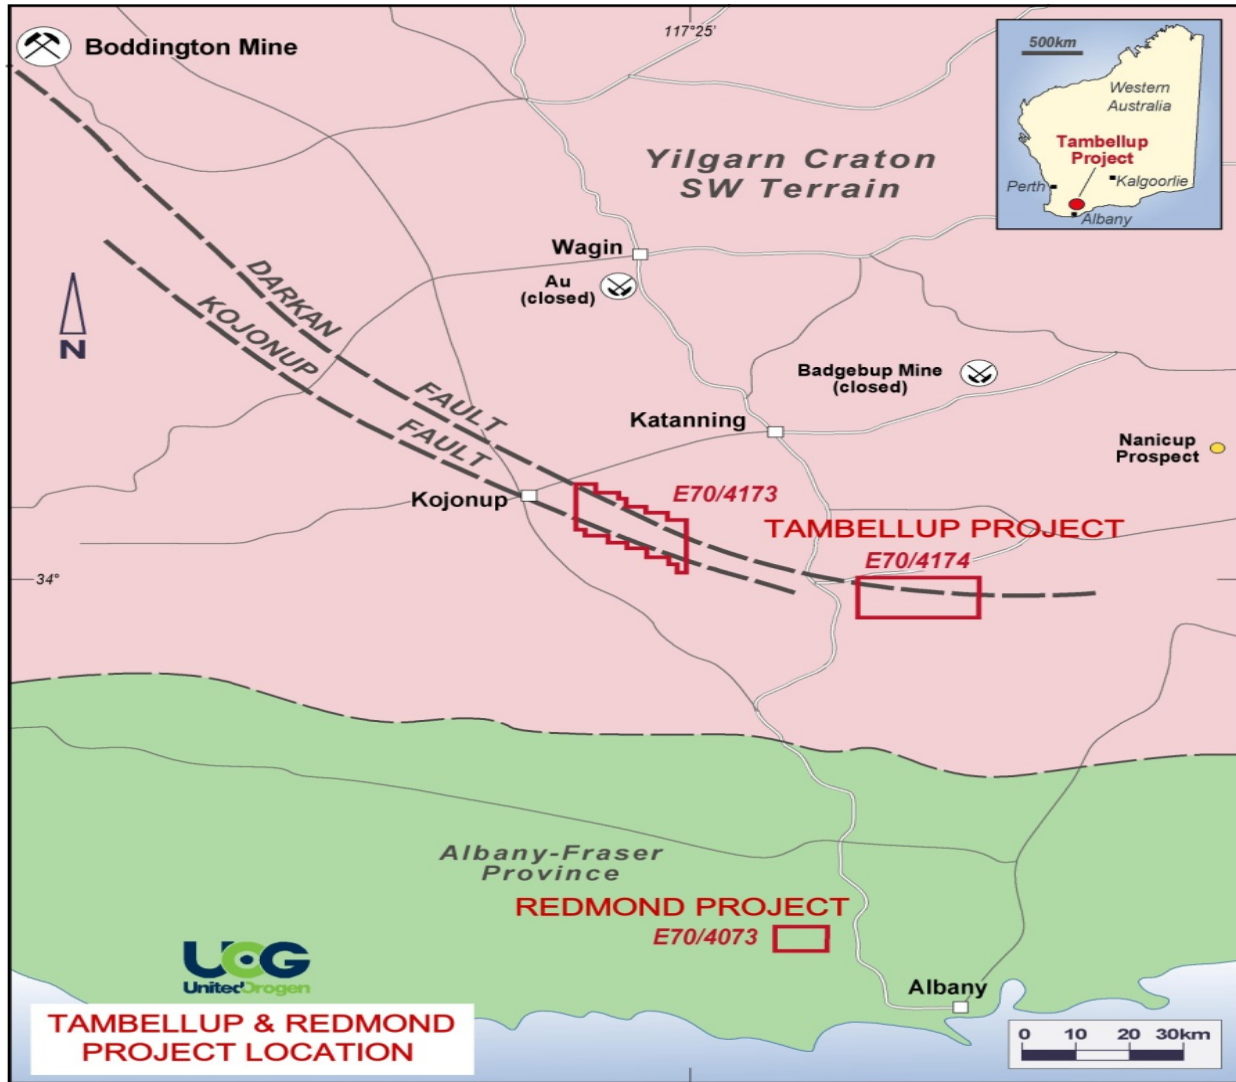 Boddington Mine
117°25'
500km
Western
Australia
Tambellup
Project
Perth
Kalgoorlie
Albany
Yilgarn Craton
SW Terrain
Wagin
Au
(closed)
DARKAN
FAULT
KOJONUP
FAULT
N
Badgebup Mine
(closed)
Katanning
Nanicup
Prospect
Kojonup
E70/4173
TAMBELLUP PROJECT
E70/4174
34°
Albany-Fraser
Province
REDMOND PROJECT
E70/4073
UOG
UnitedOrogen
Albany
TAMBELLUP & REDMOND
PROJECT LOCATION
0 10 20 30km